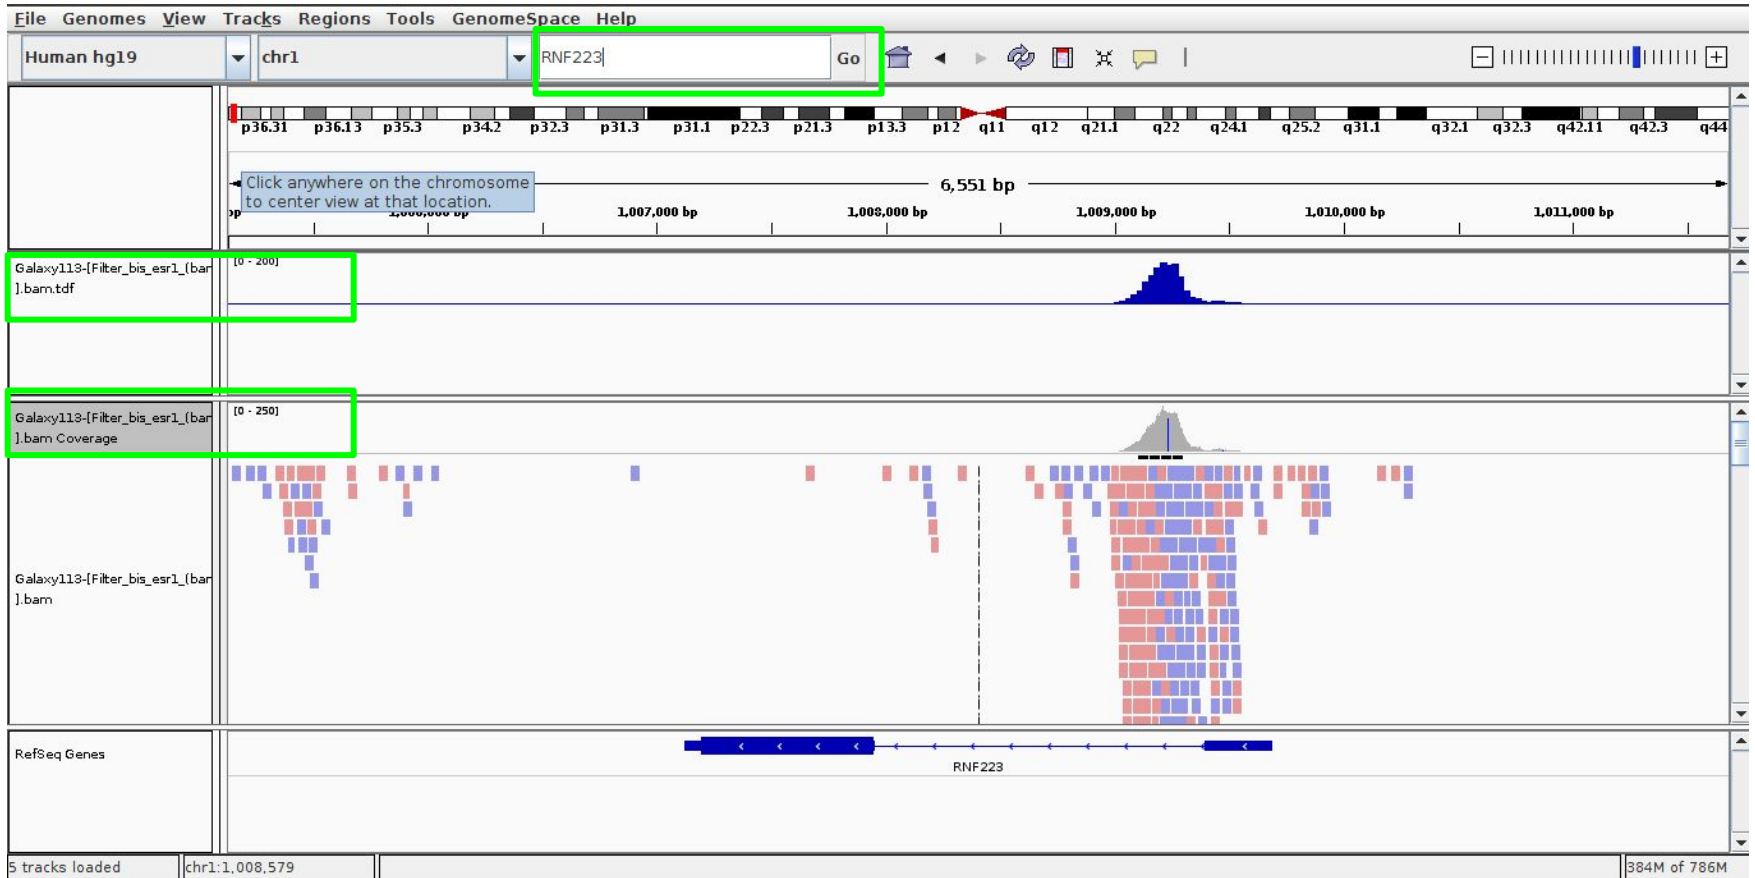 File Genomes View Tracks Regions Tools GenomeSpace Help
Human hg19 chr1 RNF223 Go
p36.31 p36.13 p35.3 p34.2 p32.3 p31.3 p31.1 p22.3 p21.3 p13.3 p12 q11 q12 q21.1 q22 q24.1 q25.2 q31.1 q32.1 q32.3 q42.11 q42.3 q44
Click anywhere on the chromosome
to center view at that location.
6,551 bp
bp 1,007,000 bp 1,008,000 bp 1,009,000 bp 1,010,000 bp 1,011,000 bp
Galaxy113-[Filter_bis_esr1_(bar
].bam.tdf
[0 - 200]
Galaxy113-[Filter_bis_esr1_(bar
].bam Coverage
[0 - 250]
Galaxy113-[Filter_bis_esr1_(bar
].bam
RefSeq Genes
RNF223
5 tracks loaded chr1:1,008,579 384M of 786M